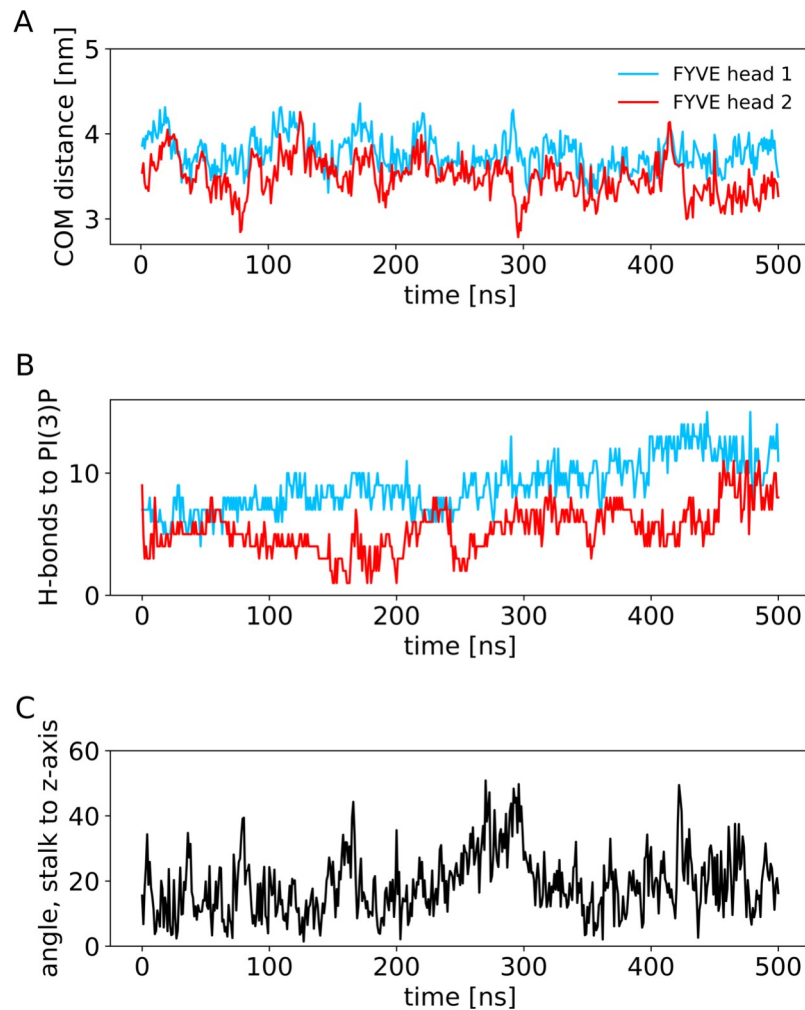 A
COM distance [nm]
5
4
3
FYVE head 1
FYVE head 2
0 100 200 300 400 500
time [ns]
B
H-bonds to PI(3)P
10
0
0 100 200 300 400 500
time [ns]
C
angle, stalk to z-axis
60
40
20
0
0 100 200 300 400 500
time [ns]